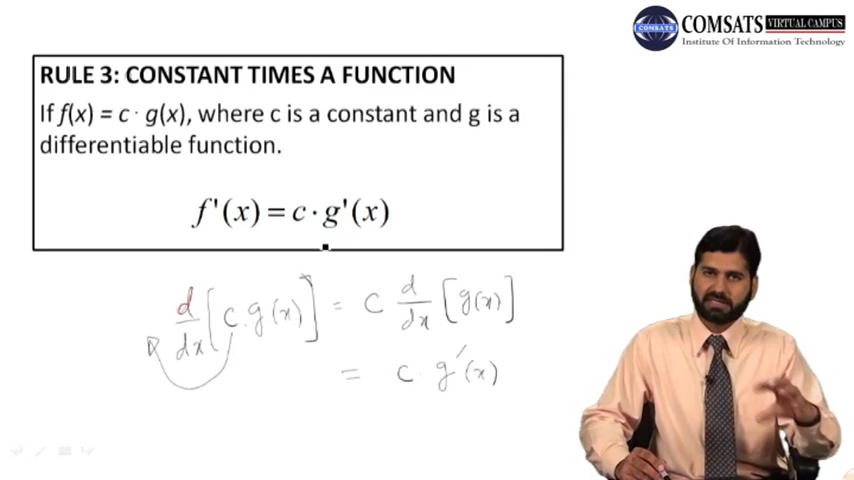 COMSATS VIRTUAL CAMPUS
COMSATS
Institute Of Information Technology
RULE 3: CONSTANT TIMES A FUNCTION
If f(x) = c · g(x), where c is a constant and g is a
differentiable function.
f'(x) = c · g'(x)
d/dx [c.g(x)] = c d/dx [g(x)]
= c. g'(x)